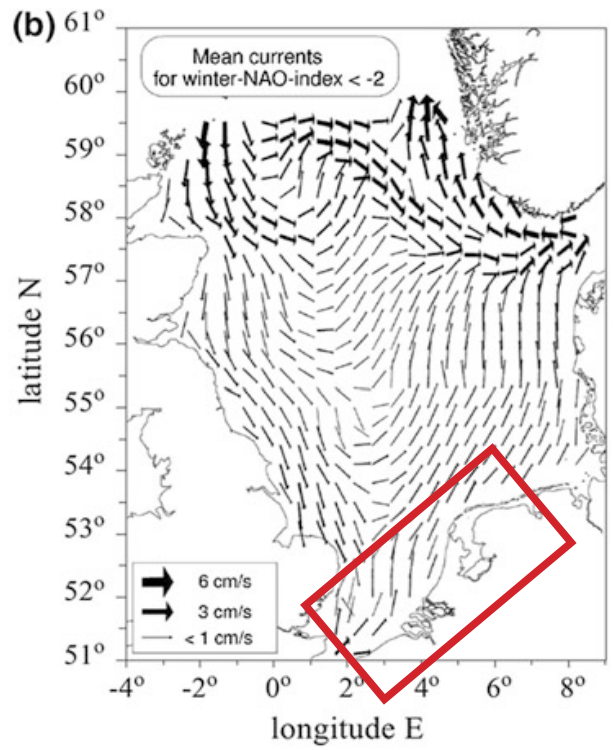 (b)
61°
60°
59°
58°
57°
56°
55°
54°
53°
52°
51°
latitude N
Mean currents
for winter-NAO-index < -2
6 cm/s
3 cm/s
< 1 cm/s
-4° -2° 0° 2° 4° 6° 8°
longitude E